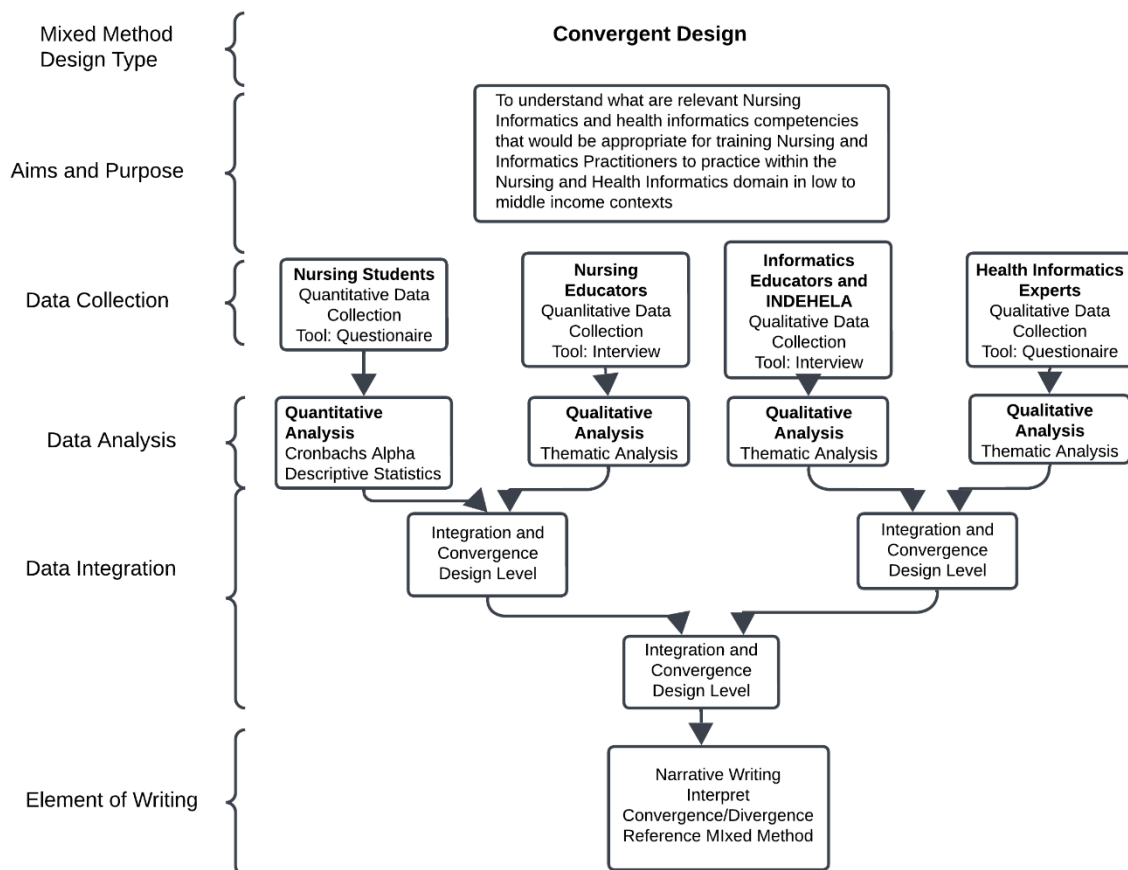 Mixed Method
Design Type
Convergent Design
Aims and Purpose
To understand what are relevant Nursing
Informatics and health informatics competencies
that would be appropriate for training Nursing and
Informatics Practitioners to practice within the
Nursing and Health Informatics domain in low to
middle income contexts
Data Collection
Nursing Students
Quantitative Data
Collection
Tool: Questionaire
Nursing
Educators
Quanlitative Data
Collection
Tool: Interview
Informatics
Educators and
INDEHELA
Qualitative Data
Collection
Tool: Interview
Health Informatics
Experts
Qualitative Data
Collection
Tool: Questionaire
Data Analysis
Quantitative
Analysis
Cronbachs Alpha
Descriptive Statistics
Qualitative
Analysis
Thematic Analysis
Qualitative
Analysis
Thematic Analysis
Qualitative
Analysis
Thematic Analysis
Data Integration
Integration and
Convergence
Design Level
Integration and
Convergence
Design Level
Integration and
Convergence
Design Level
Element of Writing
Narrative Writing
Interpret
Convergence/Divergence
Reference MIxed Method